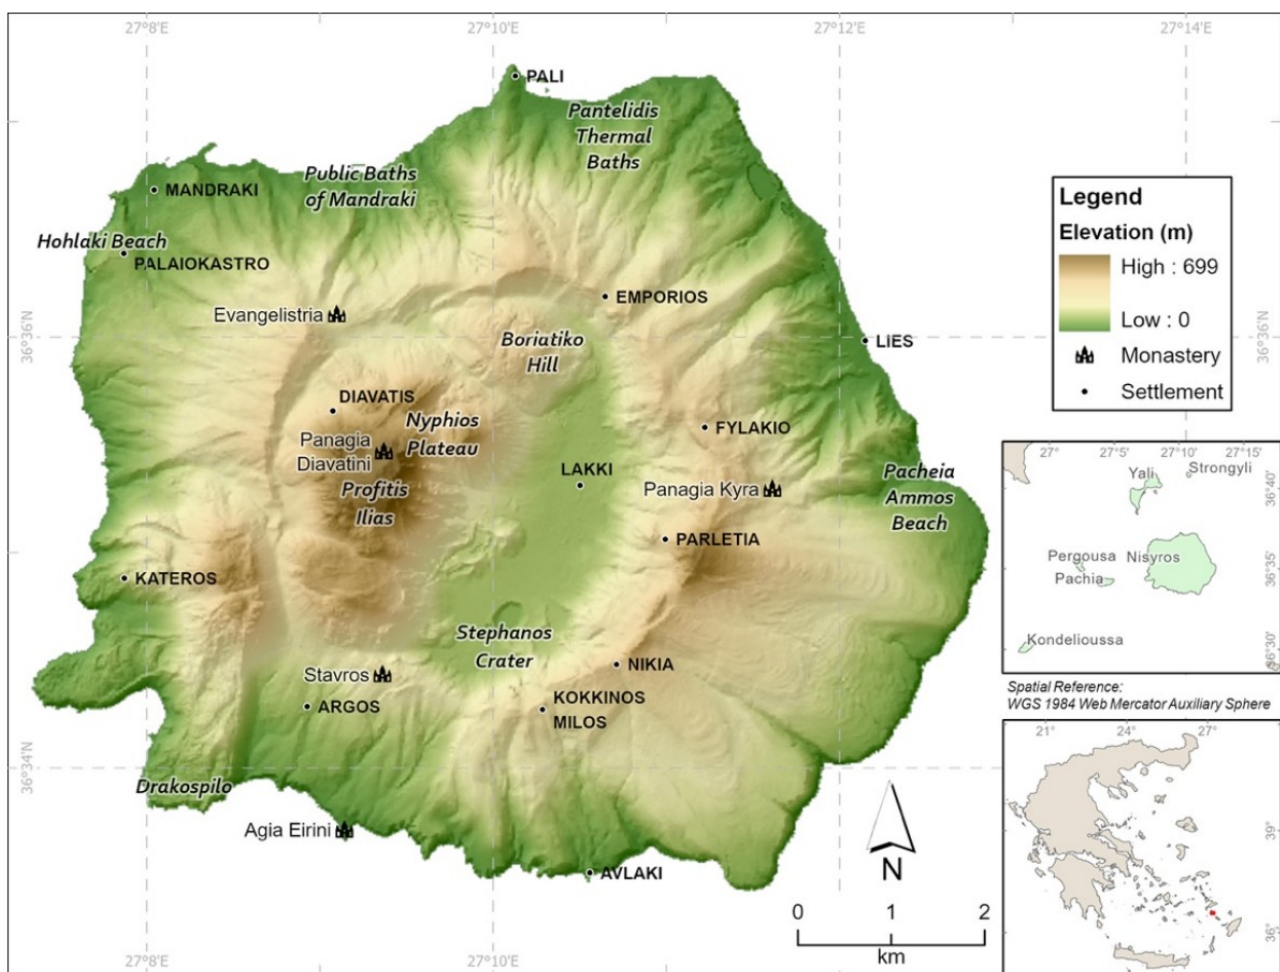 27°8'E
27°10'E
27°12'E
27°14'E
PALI
Pantelidis
Thermal
Baths
Public Baths
of Mandraki
MANDRAKI
Hohlaki Beach
PALAIOKASTRO
Evangelistria
EMPORIOS
Boriatiko
Hill
LIES
36°36'N
36°36'N
DIAVATIS
Nyphios
Plateau
Panagia
Diavatini
Profitis
Ilias
FYLAKIO
LAKKI
Panagia Kyra
Pacheia
Ammos
Beach
PARLETIA
KATEROS
Stephanos
Crater
NIKIA
Stavros
KOKKINOS
MILOS
ARGOS
36°34'N
Drakospilo
Agia Eirini
AVLAKI
N
0
1
2
km
27°8'E
27°10'E
Legend
Elevation (m)
High : 699
Low : 0
Monastery
Settlement
27°
27°5'
27°10'
27°15'
Yali
Strongyli
36°40'
Pergousa
Nisyros
Pachia
36°35'
Kondelioussa
36°30'
Spatial Reference:
WGS 1984 Web Mercator Auxiliary Sphere
21°
24°
27°
39°
36°